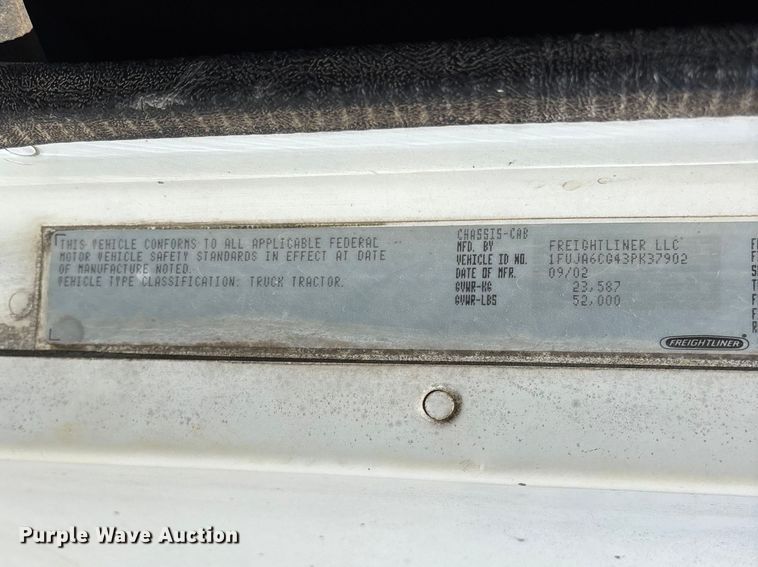 THIS VEHICLE CONFORMS TO ALL APPLICABLE FEDERAL
MOTOR VEHICLE SAFETY STANDARDS IN EFFECT AT DATE
OF MANUFACTURE NOTED.
VEHICLE TYPE CLASSIFICATION: TRUCK TRACTOR.
CHASSIS-CAB
MFD. BY FREIGHTLINER LLC
VEHICLE ID NO. 1FUJA6CG43PK37902
DATE OF MFR. 09/02
GVWR-KG 23,587
GVWR-LBS 52,000
FREIGHTLINER
Purple Wave Auction